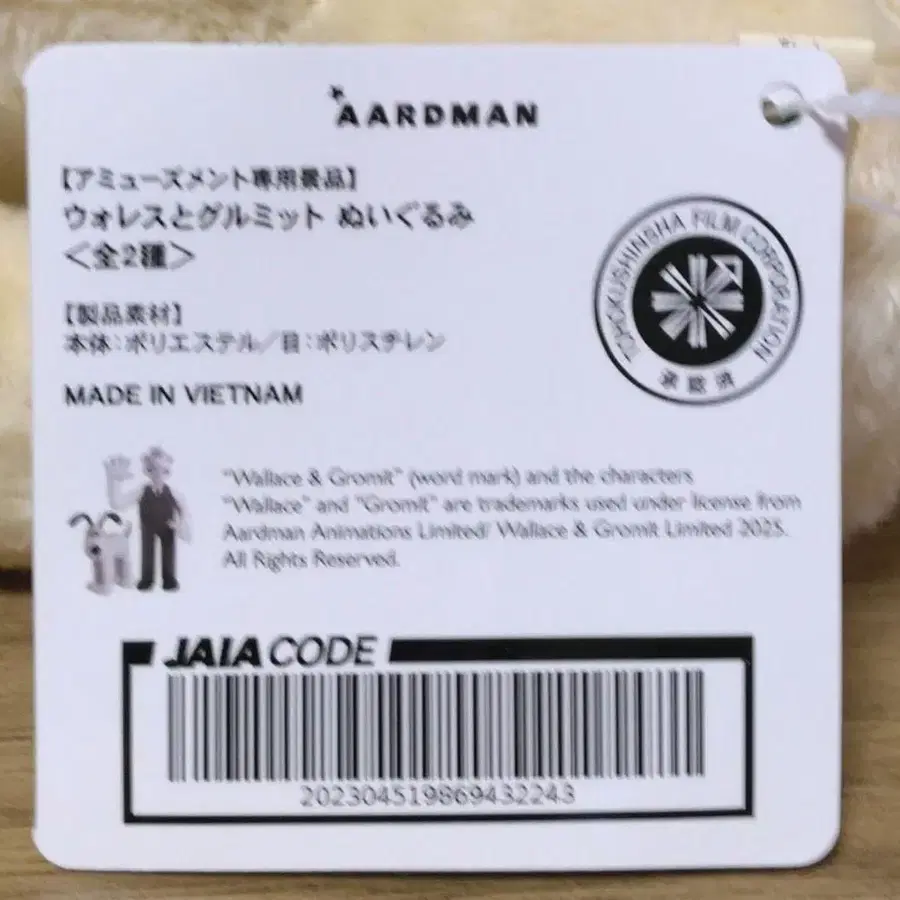 AARDMAN
【アミューズメント専用景品】
ウォレスとグルミット ぬいぐるみ
＜全2種＞
TOHOKUSHINSHA FILM CORPORATION
承認済
【製品素材】
本体：ポリエステル／目：ポリスチレン
MADE IN VIETNAM
“Wallace & Gromit” (word mark) and the characters
“Wallace” and “Gromit” are trademarks used under license from
Aardman Animations Limited/ Wallace & Gromit Limited 2025.
All Rights Reserved.
JAIA CODE
202304519869432243